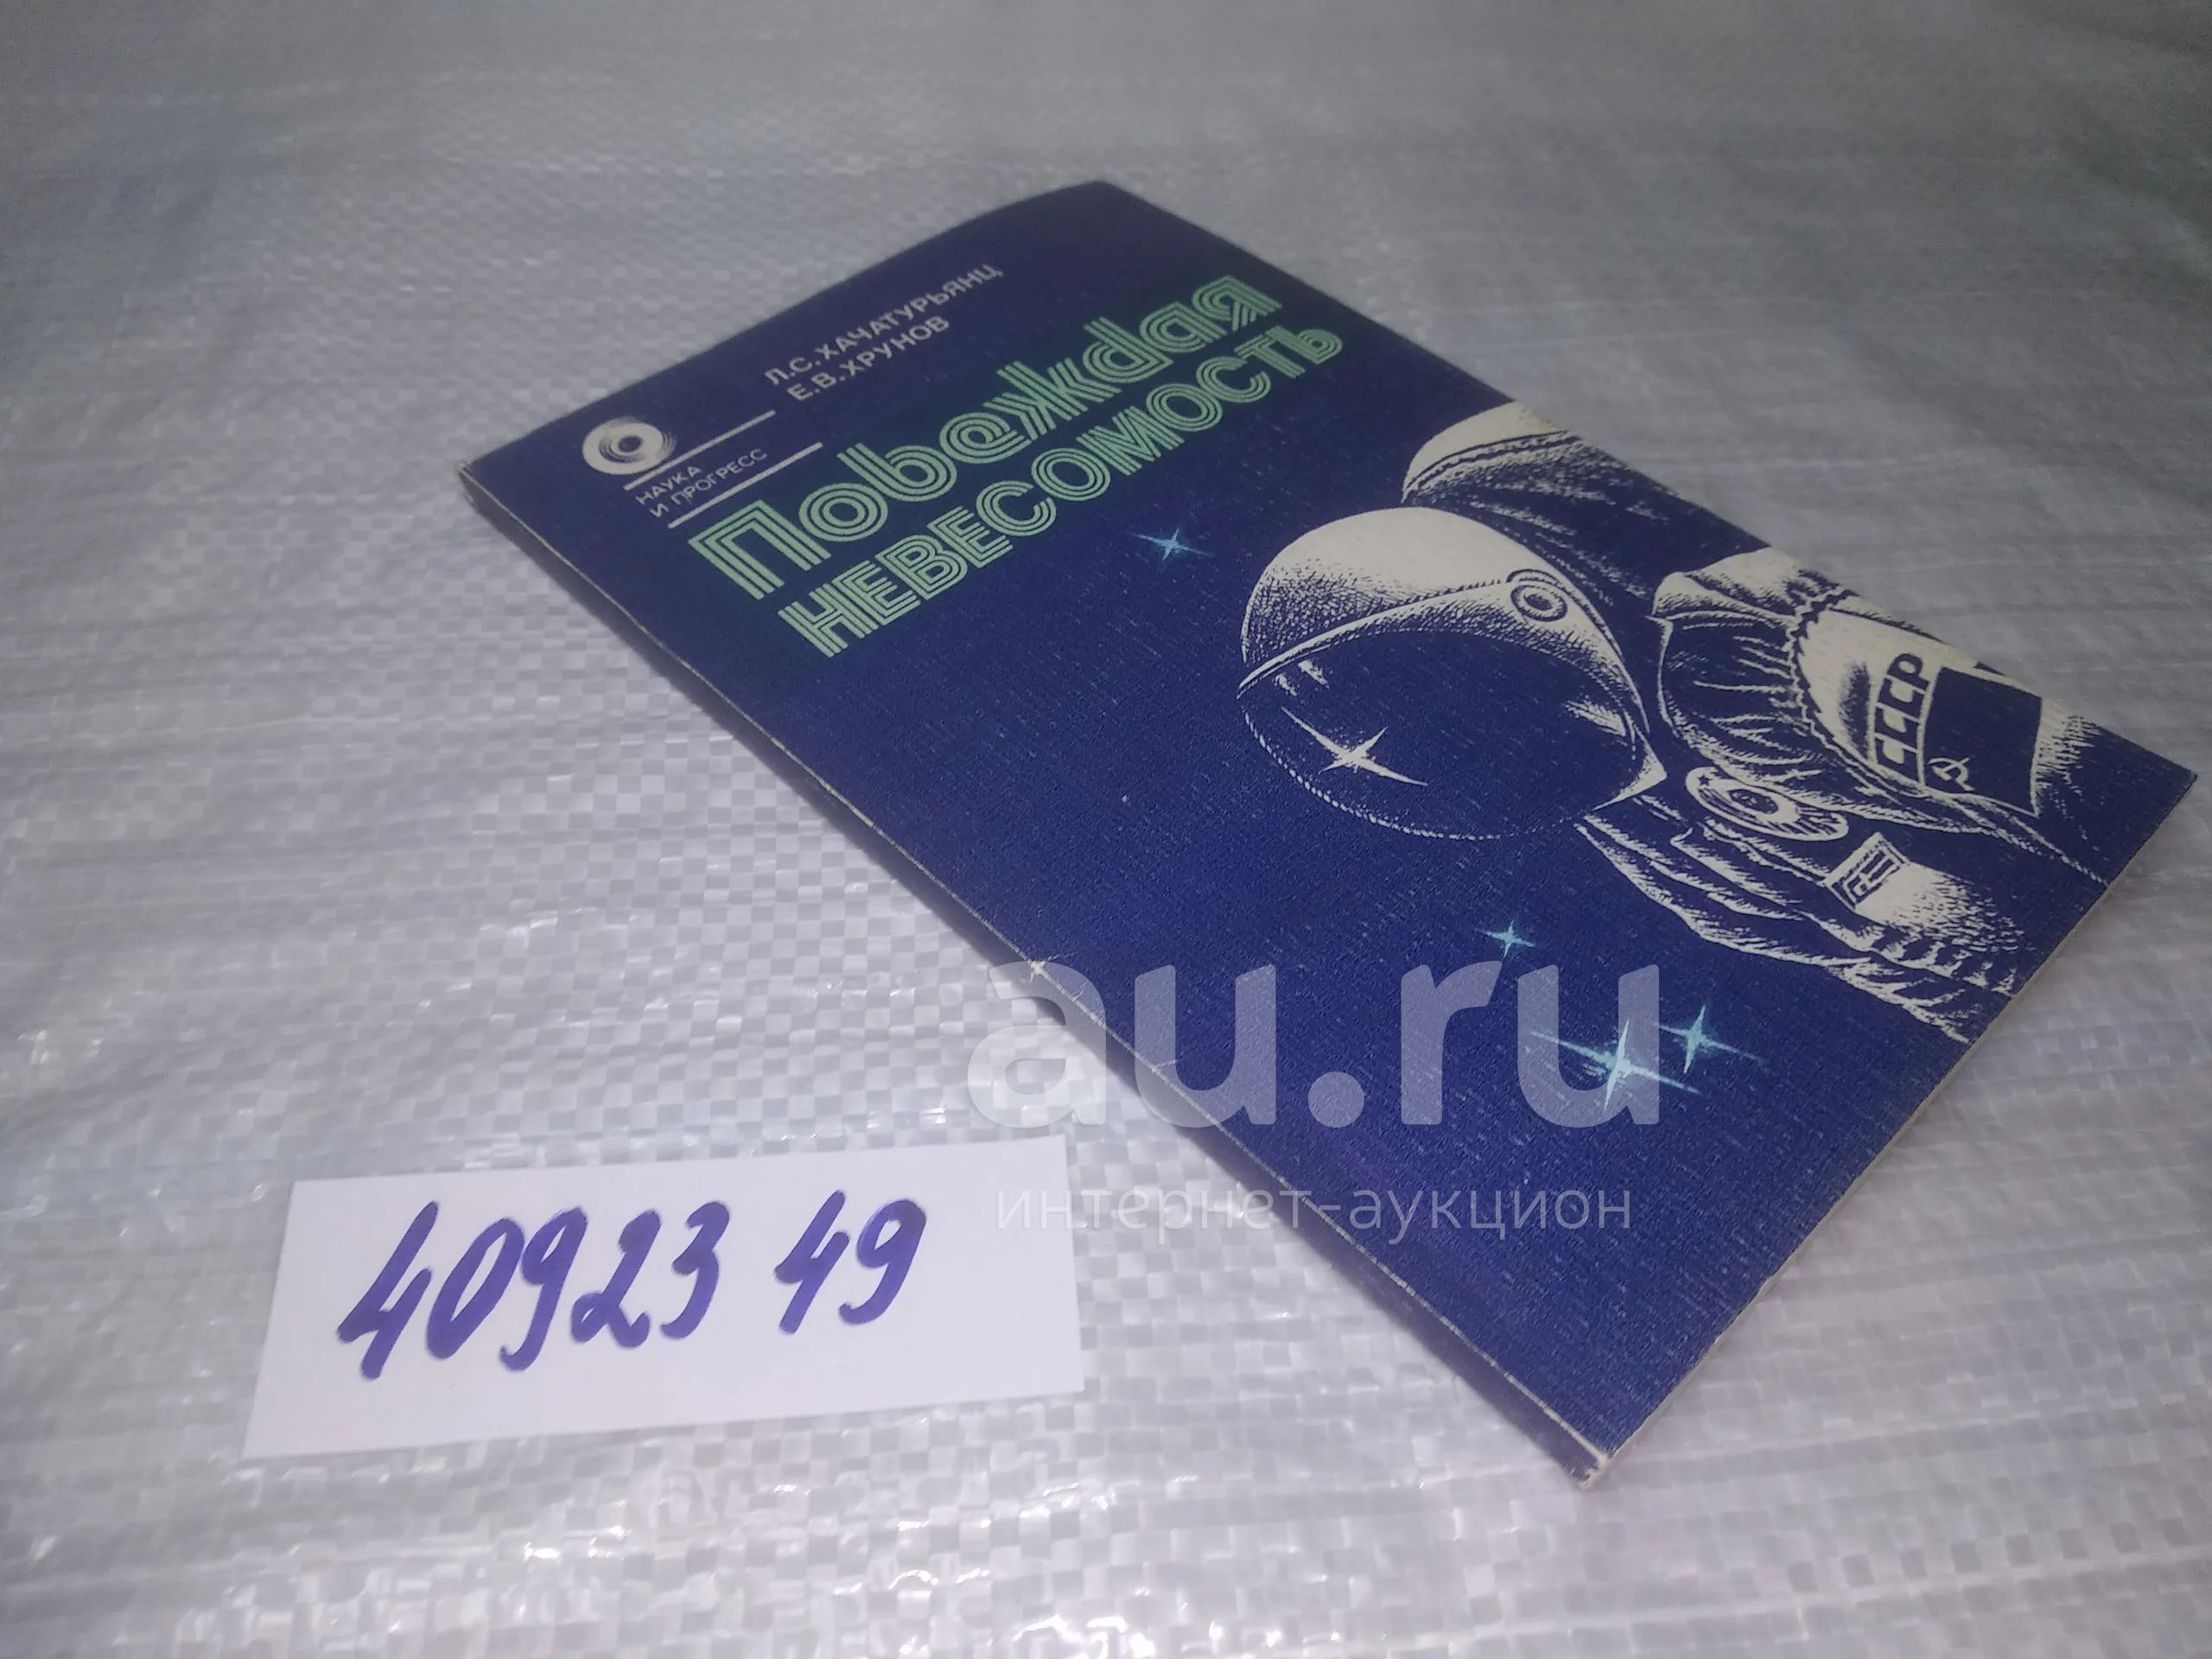 Л.С.ХАЧАТУРЬЯНЦ
Е.В.ХРУНОВ
НАУКА
И ПРОГРЕСС
Побеждая
НЕВЕСОМОСТЬ
СССР
au.ru
интернет-аукцион
40923 49